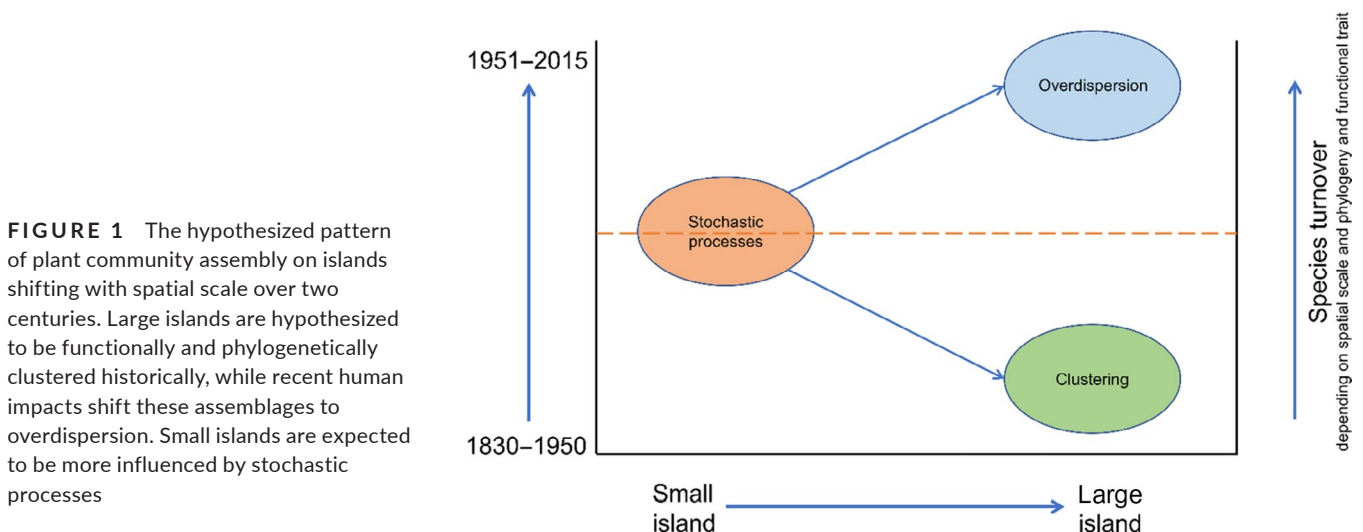 FIGURE 1 The hypothesized pattern
of plant community assembly on islands
shifting with spatial scale over two
centuries. Large islands are hypothesized
to be functionally and phylogenetically
clustered historically, while recent human
impacts shift these assemblages to
overdispersion. Small islands are expected
to be more influenced by stochastic
processes
1951–2015
Overdispersion
Stochastic
processes
Clustering
1830–1950
Small
island
Large
island
Species turnover
depending on spatial scale and phylogeny and functional trait